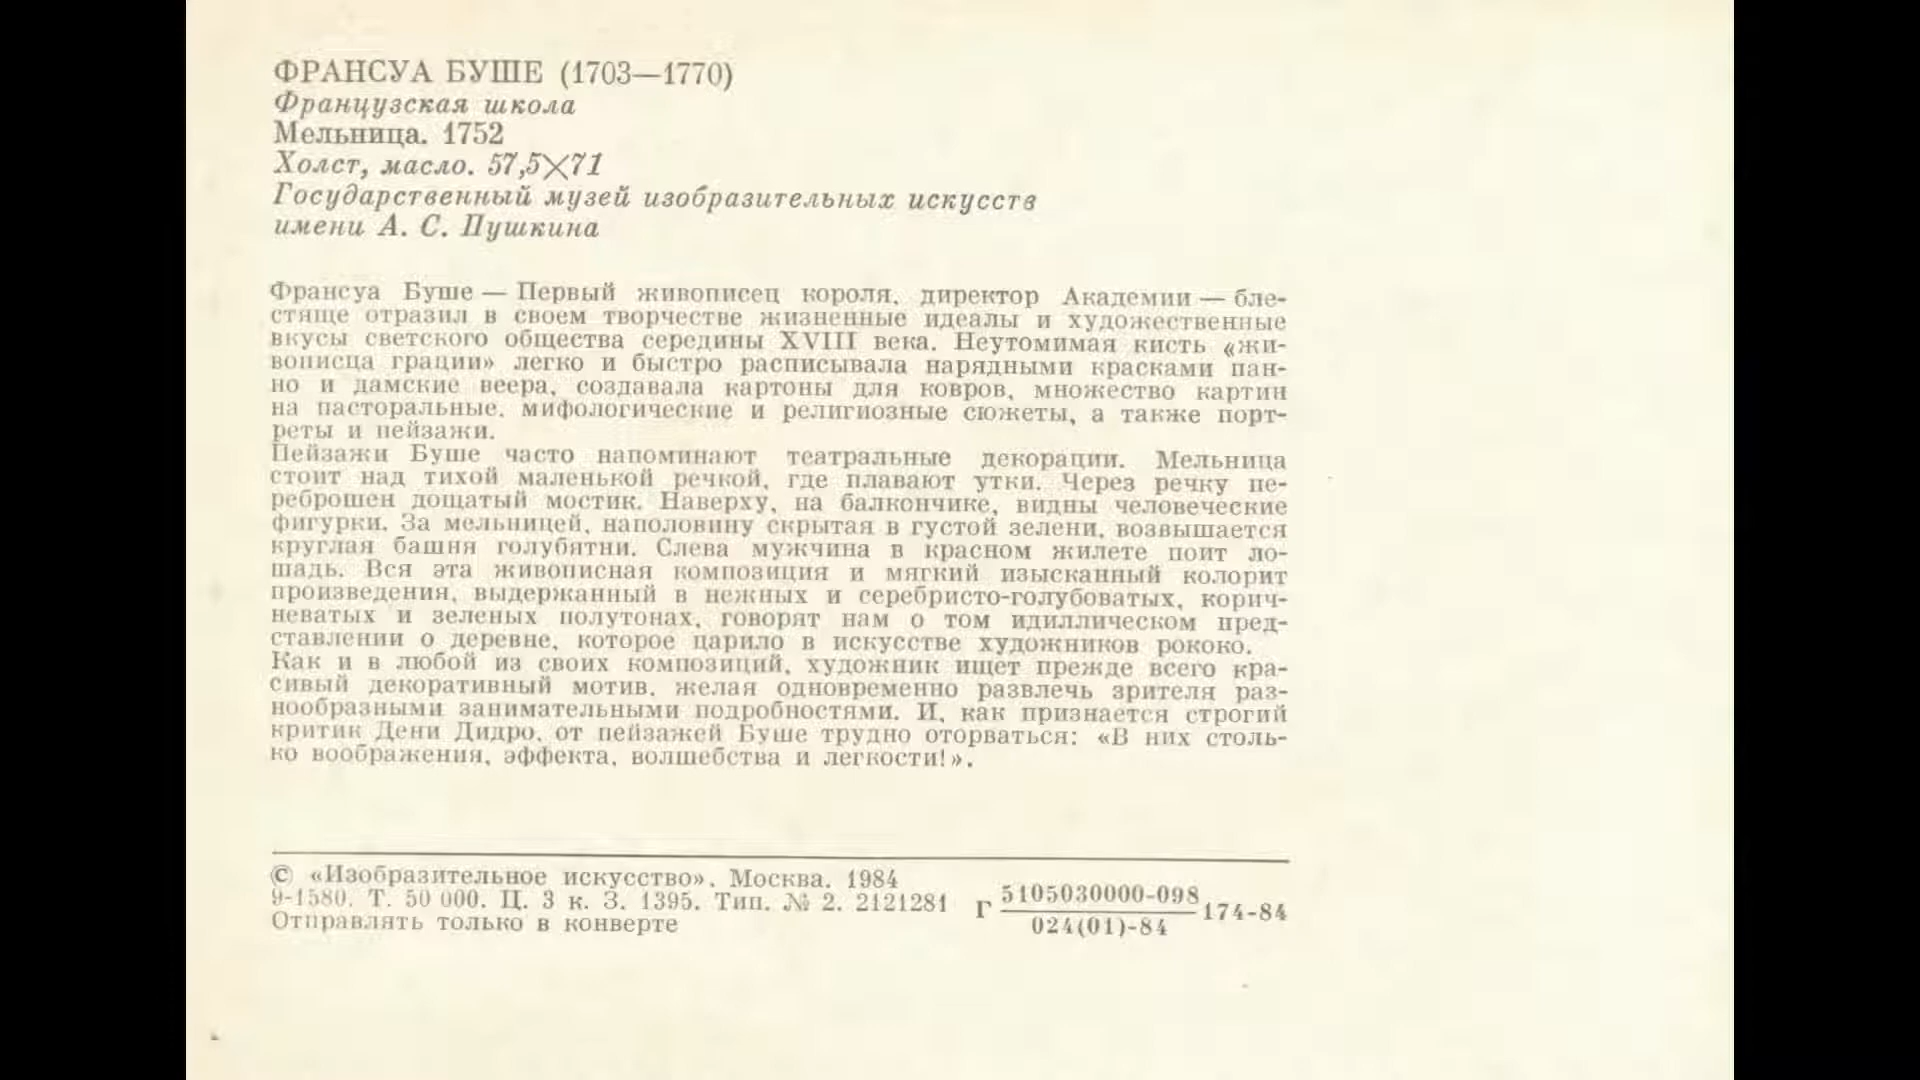 ФРАНСУА БУШЕ (1703—1770)
Французская школа
Мельница. 1752
Холст, масло. 57,5×71
Государственный музей изобразительных искусств
имени А. С. Пушкина
Франсуа Буше — Первый живописец короля, директор Академии — бле-
стяще отразил в своем творчестве жизненные идеалы и художественные
вкусы светского общества середины XVIII века. Неутомимая кисть «жи-
вописца грации» легко и быстро расписывала нарядными красками пан-
но и дамские веера, создавала картоны для ковров, множество картин
на пасторальные, мифологические и религиозные сюжеты, а также порт-
реты и пейзажи.
Пейзажи Буше часто напоминают театральные декорации. Мельница
стоит над тихой маленькой речкой, где плавают утки. Через речку пе-
реброшен дощатый мостик. Наверху, на балкончике, видны человеческие
фигурки. За мельницей, наполовину скрытая в густой зелени, возвышается
круглая башня голубятни. Слева мужчина в красном жилете поит ло-
шадь. Вся эта живописная композиция и мягкий изысканный колорит
произведения, выдержанный в нежных и серебристо-голубоватых, корич-
неватых и зеленых полутонах, говорят нам о том идиллическом пред-
ставлении о деревне, которое царило в искусстве художников рококо.
Как и в любой из своих композиций, художник ищет прежде всего кра-
сивый декоративный мотив, желая одновременно развлечь зрителя раз-
нообразными занимательными подробностями. И, как признается строгий
критик Дени Дидро, от пейзажей Буше трудно оторваться: «В них столь-
ко воображения, эффекта, волшебства и легкости!».
© «Изобразительное искусство». Москва. 1984
9-1580. Т. 50 000. Ц. 3 к. З. 1395. Тип. № 2. 2121281
Отправлять только в конверте
Г 5105030000-098 174-84
024(01)-84